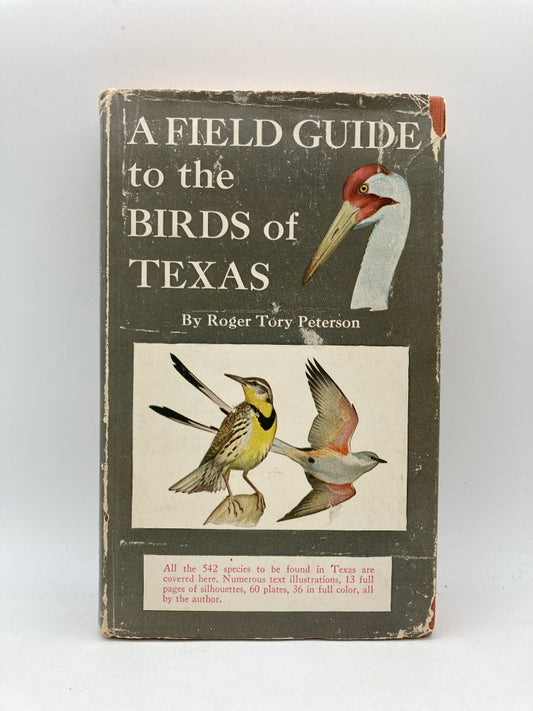 A FIELD GUIDE
to the
BIRDS of
TEXAS
By Roger Tory Peterson
All the 542 species to be found in Texas are
covered here. Numerous text illustrations, 13 full
pages of silhouettes, 60 plates, 36 in full color, all
by the author.